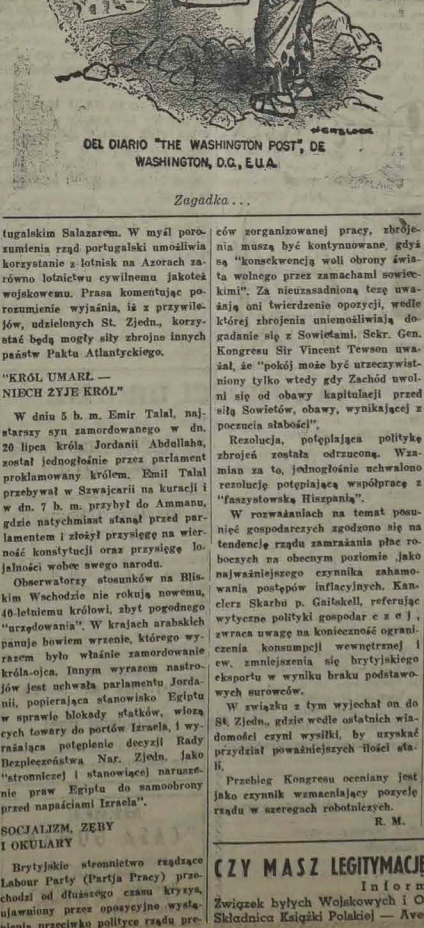 HERBLOCK
DEL DIARIO "THE WASHINGTON POST", DE
WASHINGTON, D.C., E.U.A.
Zagadka...
tugalskim Salazarem. W myśl poro-
zumienia rząd portugalski umożliwia
korzystanie z lotnisk na Azorach za-
równo lotnictwu cywilnemu jakoteż
wojskowemu. Prasa komentując po-
rozumienie wyjaśnia, iż z przywile-
jów, udzielonych St. Zjedn., korzy-
stać będą mogły siły zbrojne innych
państw Paktu Atlantyckiego.
"KRÓL UMARŁ —
NIECH ŻYJE KRÓL"
W dniu 5 b. m. Emir Talal, naj-
starszy syn zamordowanego w dn.
20 lipca króla Jordanii Abdullaha,
został jednogłośnie przez parlament
proklamowany królem. Emil Talal
przebywał w Szwajcarii na kuracji i
w dn. 7 b. m. przybył do Ammanu,
gdzie natychmiast stanął przed par-
lamentem i złożył przysięgę na wier-
ność konstytucji oraz przysięgę lo-
jalności wobec swego narodu.
Obserwatorzy stosunków na Blis-
kim Wschodzie nie rokują nowemu,
40-letniemu królowi, zbyt pogodnego
"urzędowania". W krajach arabskich
panuje bowiem wrzenie, którego wy-
razem było właśnie zamordowanie
króla-ojca. Innym wyrazem nastro-
jów jest uchwała parlamentu Jorda-
nii, popierająca stanowisko Egiptu
w sprawie blokady statków, wiozą
cych towary do portów Izraela, i wy-
rażająca potępienie decyzji Rady
Bezpieczeństwa Nar. Zjedn. jako
"stronniczej i stanowiącej narusze-
nie praw Egiptu do samoobrony
przed napaściami Izraela".
SOCJALIZM, ZĘBY
I OKULARY
Brytyjskie stronnictwo rządzące
Labour Party (Partja Pracy) prze-
chodzi od dłuższego czasu kryzys,
ujawniony przez opozycyjno wystą-
pienia przeciwko polityce rządu pre-
ców zorganizowanej pracy, zbroje-
nia muszą być kontynuowane, gdyż
są "konsekwencją woli obrony świa-
ta wolnego przez zamachami sowiec-
kimi". Za nieuzasadnioną tezę uwa-
żają oni twierdzenie opozycji, wedle
której zbrojenia uniemożliwiają do-
gadanie się z Sowietami. Sekr. Gen.
Kongresu Sir Vincent Tewson uwa-
żał, że "pokój może być urzeczywist-
niony tylko wtedy gdy Zachód uwol-
ni się od obawy kapitulacji przed
siłą Sowietów, obawy, wynikającej z
poczucia słabości".
Rezolucja, potępiająca politykę
zbrojeń została odrzuconą. Wza-
mian za to, jednogłośnie uchwalono
rezolucję potępiającą współpracę z
"faszystowską Hiszpanią".
W rozważaniach na temat posu-
nięć gospodarczych zgodzono się na
tendencję rządu zamrażania płac ro-
boczych na obecnym poziomie ,jako
najważniejszego czynnika zahamo-
wania postępów inflacyjnych. Kan-
clerz Skarbu p. Gaitskell, referując
wytyczne polityki gospodar c z e j ,
zwraca uwagę na konieczność ograni-
czenia konsumpcji wewnętrznej i
ew. zmniejszenia się brytyjskiego
eksportu w wyniku braku podstawo-
wych surowców.
W związku z tym wyjechał on do
St. Zjedn., gdzie wedle ostatnich wia-
domości czyni wysiłki, by uzyskać
przydział poważniejszych ilości sta-
li.
Przebieg Kongresu oceniany jest
jako czynnik wzmacniający pozycję
rządu w szeregach robotniczych.
R. M.
CZY MASZ LEGITYMACJĘ
Inform
Związek byłych Wojskowych i O
Składnica Książki Polskiej — Ave